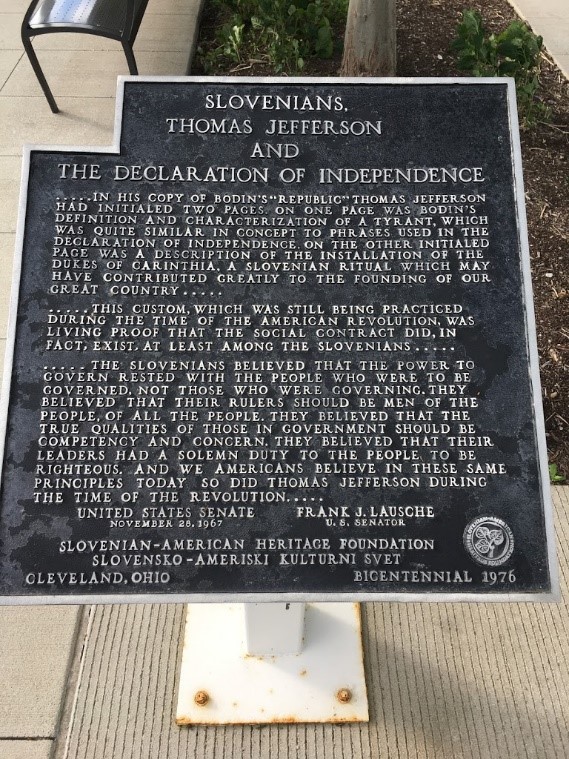 SLOVENIANS,
THOMAS JEFFERSON
AND
THE DECLARATION OF INDEPENDENCE
.....IN HIS COPY OF BODIN'S "REPUBLIC" THOMAS JEFFERSON
HAD INITIALED TWO PAGES. ON ONE PAGE WAS BODIN'S
DEFINITION AND CHARACTERIZATION OF A TYRANT, WHICH
WAS QUITE SIMILAR IN CONCEPT TO PHRASES USED IN THE
DECLARATION OF INDEPENDENCE. ON THE OTHER INITIALED
PAGE WAS A DESCRIPTION OF THE INSTALLATION OF THE
DUKES OF CARINTHIA, A SLOVENIAN RITUAL WHICH MAY
HAVE CONTRIBUTED GREATLY TO THE FOUNDING OF OUR
GREAT COUNTRY.....
.....THIS CUSTOM, WHICH WAS STILL BEING PRACTICED
DURING THE TIME OF THE AMERICAN REVOLUTION, WAS
LIVING PROOF THAT THE SOCIAL CONTRACT DID, IN
FACT, EXIST. AT LEAST AMONG THE SLOVENIANS.....
.....THE SLOVENIANS BELIEVED THAT THE POWER TO
GOVERN RESTED WITH THE PEOPLE WHO WERE TO BE
GOVERNED, NOT THOSE WHO WERE GOVERNING. THEY
BELIEVED THAT THEIR RULERS SHOULD BE MEN OF THE
PEOPLE, OF ALL THE PEOPLE. THEY BELIEVED THAT THE
TRUE QUALITIES OF THOSE IN GOVERNMENT SHOULD BE
COMPETENCY AND CONCERN. THEY BELIEVED THAT THEIR
LEADERS HAD A SOLEMN DUTY TO THE PEOPLE TO BE
RIGHTEOUS. AND WE AMERICANS BELIEVE IN THESE SAME
PRINCIPLES TODAY SO DID THOMAS JEFFERSON DURING
THE TIME OF THE REVOLUTION.....
UNITED STATES SENATE FRANK J. LAUSCHE
NOVEMBER 28, 1967 U.S. SENATOR
SLOVENIAN-AMERICAN HERITAGE FOUNDATION
SLOVENSKO-AMERISKI KULTURNI SVET
CLEVELAND, OHIO BICENTENNIAL 1976